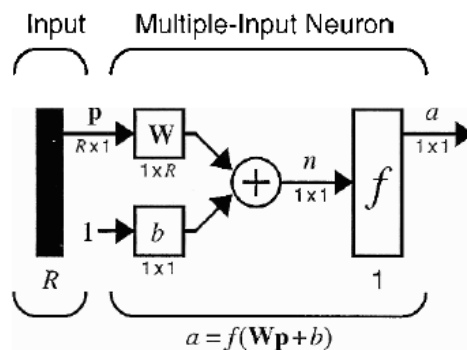 Input Multiple-Input Neuron
p W n a
R x 1 1 x R 1 x 1 f 1 x 1
1 b
1 x 1
R 1
a = f(Wp + b)